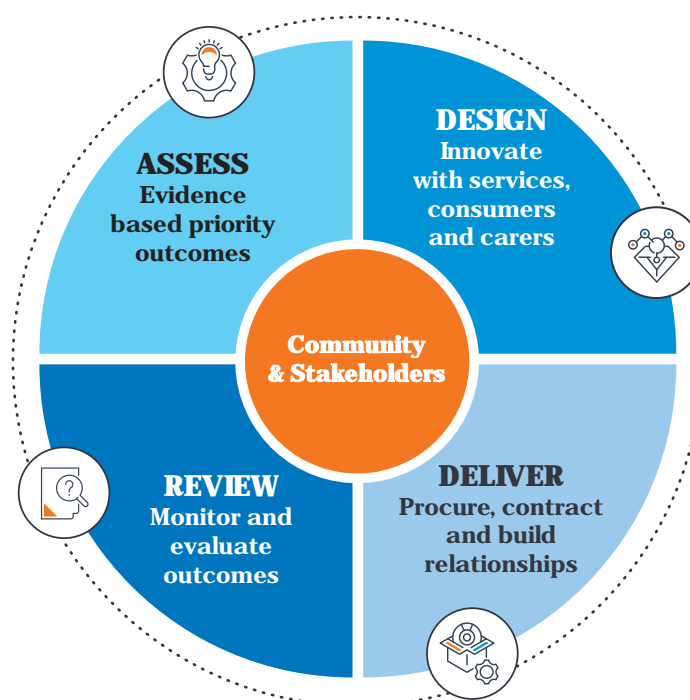 ASSESS
Evidence
based priority
outcomes
DESIGN
Innovate
with services,
consumers
and carers
Community
& Stakeholders
REVIEW
Monitor and
evaluate
outcomes
DELIVER
Procure, contract
and build
relationships
?